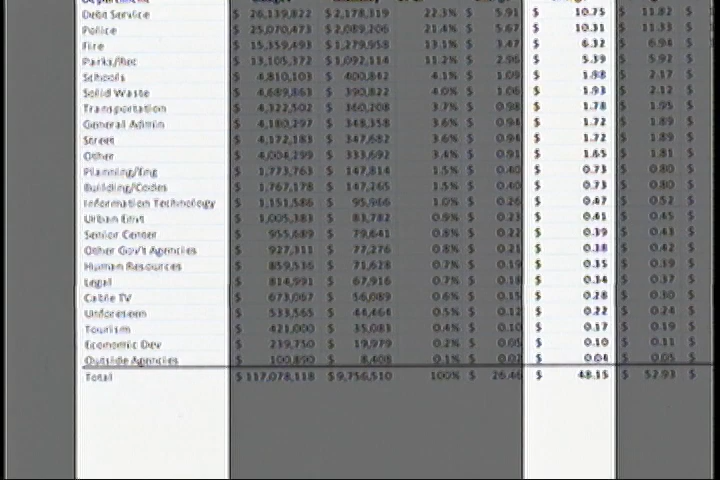 Department
Debt Service $ 26,139,822 $ 2,178,319 22.3% $ 5.91 $ 10.75 $ 11.82 $
Police 25,070,473 $ 2,089,206 21.4% $ 5.67 $ 10.31 $ 11.33 $
Fire 15,359,493 $ 1,279,958 13.1% $ 3.47 $ 6.32 $ 6.94 $
Parks/Rec 13,105,372 $ 1,092,114 11.2% $ 2.96 $ 5.39 $ 5.92 $
Schools $ 4,810,103 $ 400,842 4.1% $ 1.09 $ 1.98 $ 2.17 $
Solid Waste $ 4,689,863 $ 390,822 4.0% $ 1.06 $ 1.93 $ 2.12 $
Transportation $ 4,322,502 $ 360,208 3.7% $ 0.98 $ 1.78 $ 1.95 $
General Admin $ 4,180,297 $ 348,358 3.6% $ 0.94 $ 1.72 $ 1.89 $
Street $ 4,172,183 $ 347,682 3.6% $ 0.94 $ 1.72 $ 1.89 $
Other $ 4,004,299 $ 333,692 3.4% $ 0.91 $ 1.65 $ 1.81 $
Planning/Eng $ 1,773,763 $ 147,814 1.5% $ 0.40 $ 0.73 $ 0.80 $
Building/Codes $ 1,767,178 $ 147,265 1.5% $ 0.40 $ 0.73 $ 0.80 $
Information Technology $ 1,151,586 $ 95,966 1.0% $ 0.26 $ 0.47 $ 0.52 $
Urban Emt $ 1,005,383 $ 83,782 0.9% $ 0.23 $ 0.41 $ 0.45 $
Senior Center $ 955,689 $ 79,641 0.8% $ 0.22 $ 0.39 $ 0.43 $
Other Gov't Agencies $ 927,311 $ 77,276 0.8% $ 0.21 $ 0.38 $ 0.42 $
Human Resources $ 859,536 $ 71,628 0.7% $ 0.19 $ 0.35 $ 0.39 $
Legal $ 814,991 $ 67,916 0.7% $ 0.18 $ 0.34 $ 0.37 $
Cable TV $ 673,067 $ 56,089 0.6% $ 0.15 $ 0.28 $ 0.30 $
Unforeseen $ 533,565 $ 44,464 0.5% $ 0.12 $ 0.22 $ 0.24 $
Tourism $ 421,000 $ 35,083 0.4% $ 0.10 $ 0.17 $ 0.19 $
Economic Dev $ 239,750 $ 19,979 0.2% $ 0.05 $ 0.10 $ 0.11 $
Outside Agencies $ 100,890 $ 8,408 0.1% $ 0.02 $ 0.04 $ 0.05 $
Total $ 117,078,118 $ 9,756,510 100% $ 26.46 $ 48.15 $ 52.93 $